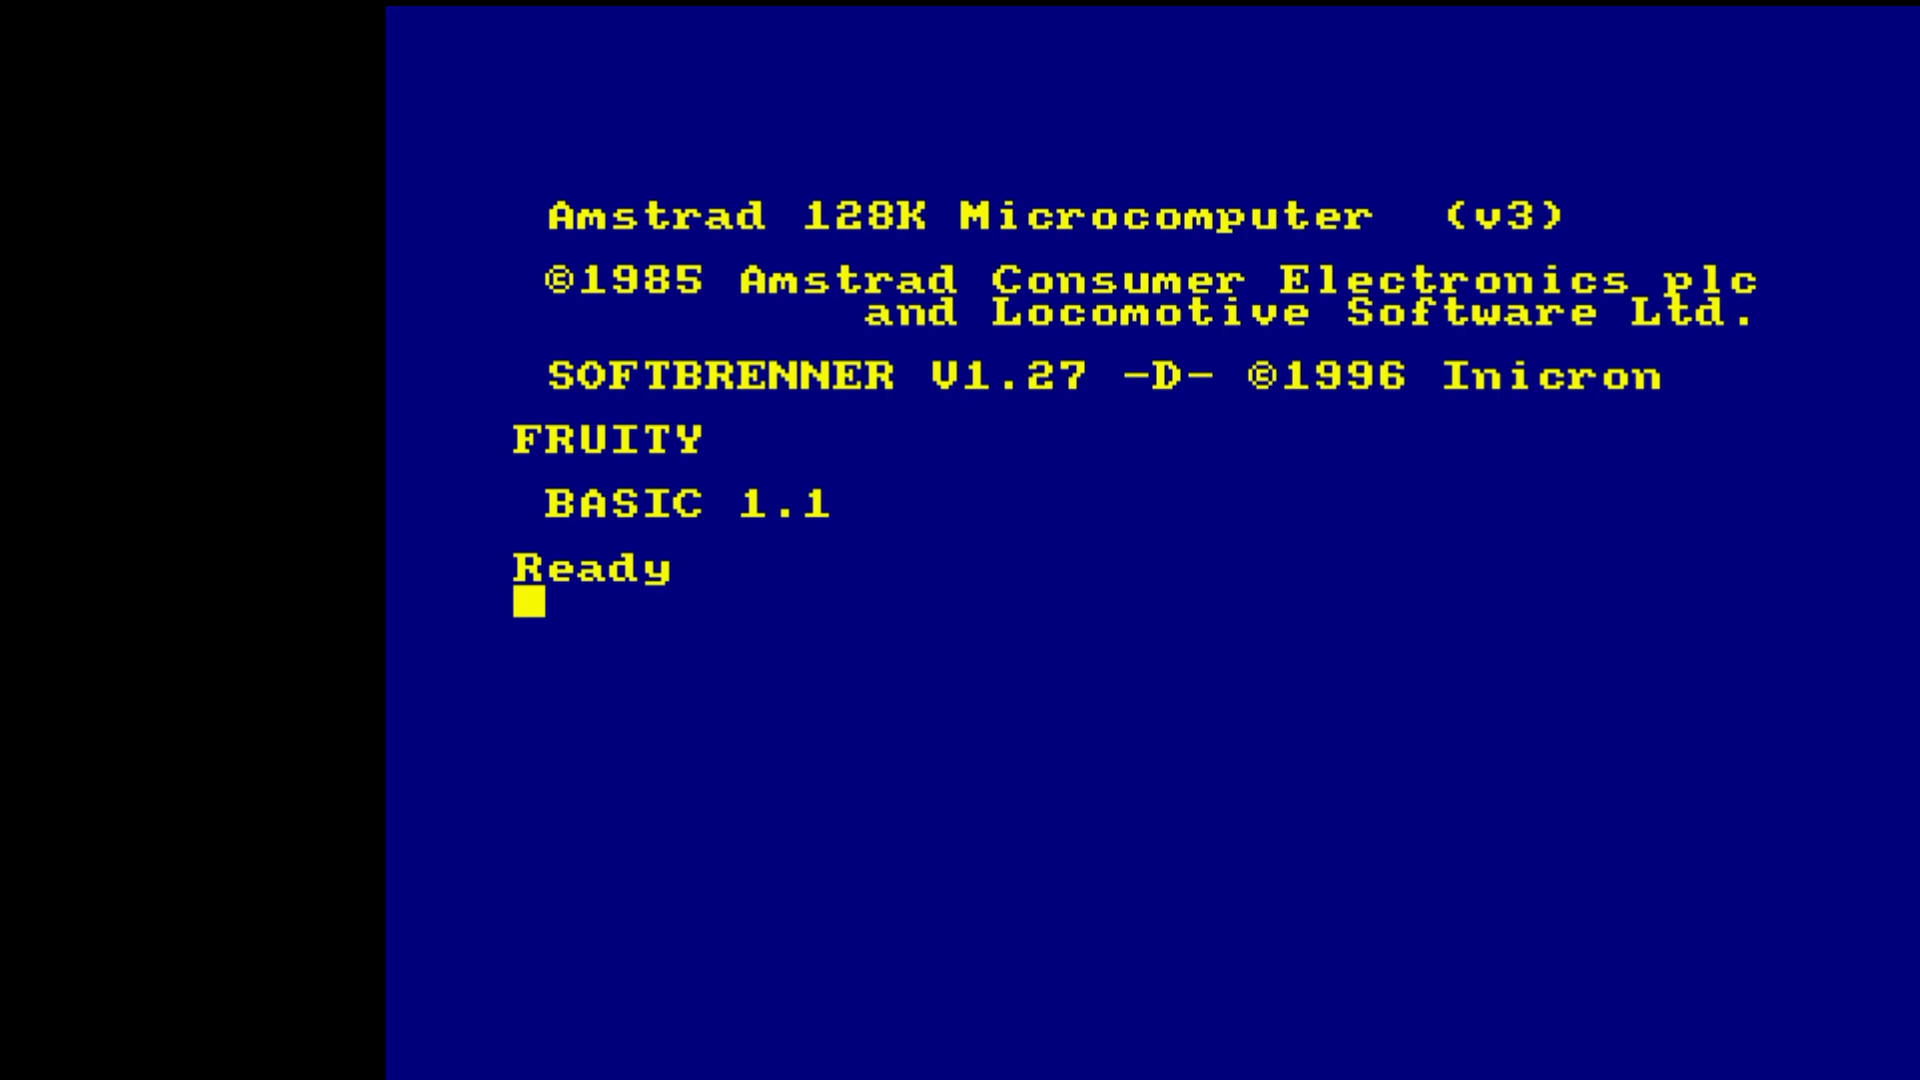 Amstrad 128K Microcomputer  (v3)
©1985 Amstrad Consumer Electronics plc
and Locomotive Software Ltd.
SOFTBRENNER V1.27 -D- ©1996 Inicron
FRUITY
BASIC 1.1
Ready